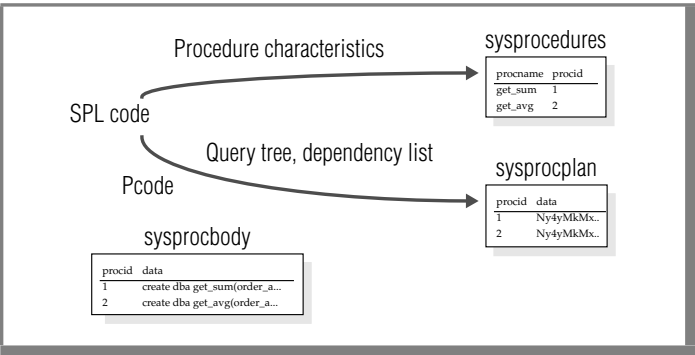 Procedure characteristics
sysprocedures
procname procid
get_sum 1
get_avg 2
SPL code
Query tree, dependency list
Pcode
sysprocplan
procid data
1 Ny4yMkMx..
2 Ny4yMkMx..
sysprocbody
procid data
1 create dba get_sum(order_a...
2 create dba get_avg(order_a...